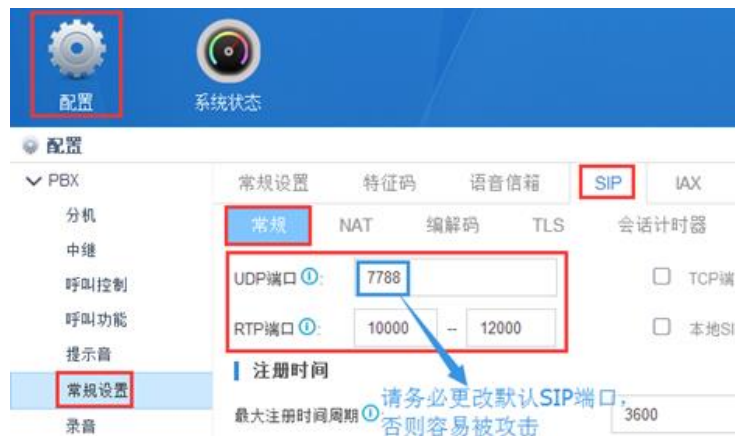 配置
系统状态
配置
PBX
常规设置 特征码 语音信箱 SIP IAX
分机
常规 NAT 编解码 TLS 会话计时器
中继
呼叫控制
UDP端口 : 7788
TCP端
呼叫功能
RTP端口 : 10000 -- 12000
本地SI
提示音
注册时间
常规设置
请务必更改默认SIP端口,
最大注册时间周期
3600
否则容易被攻击
录音